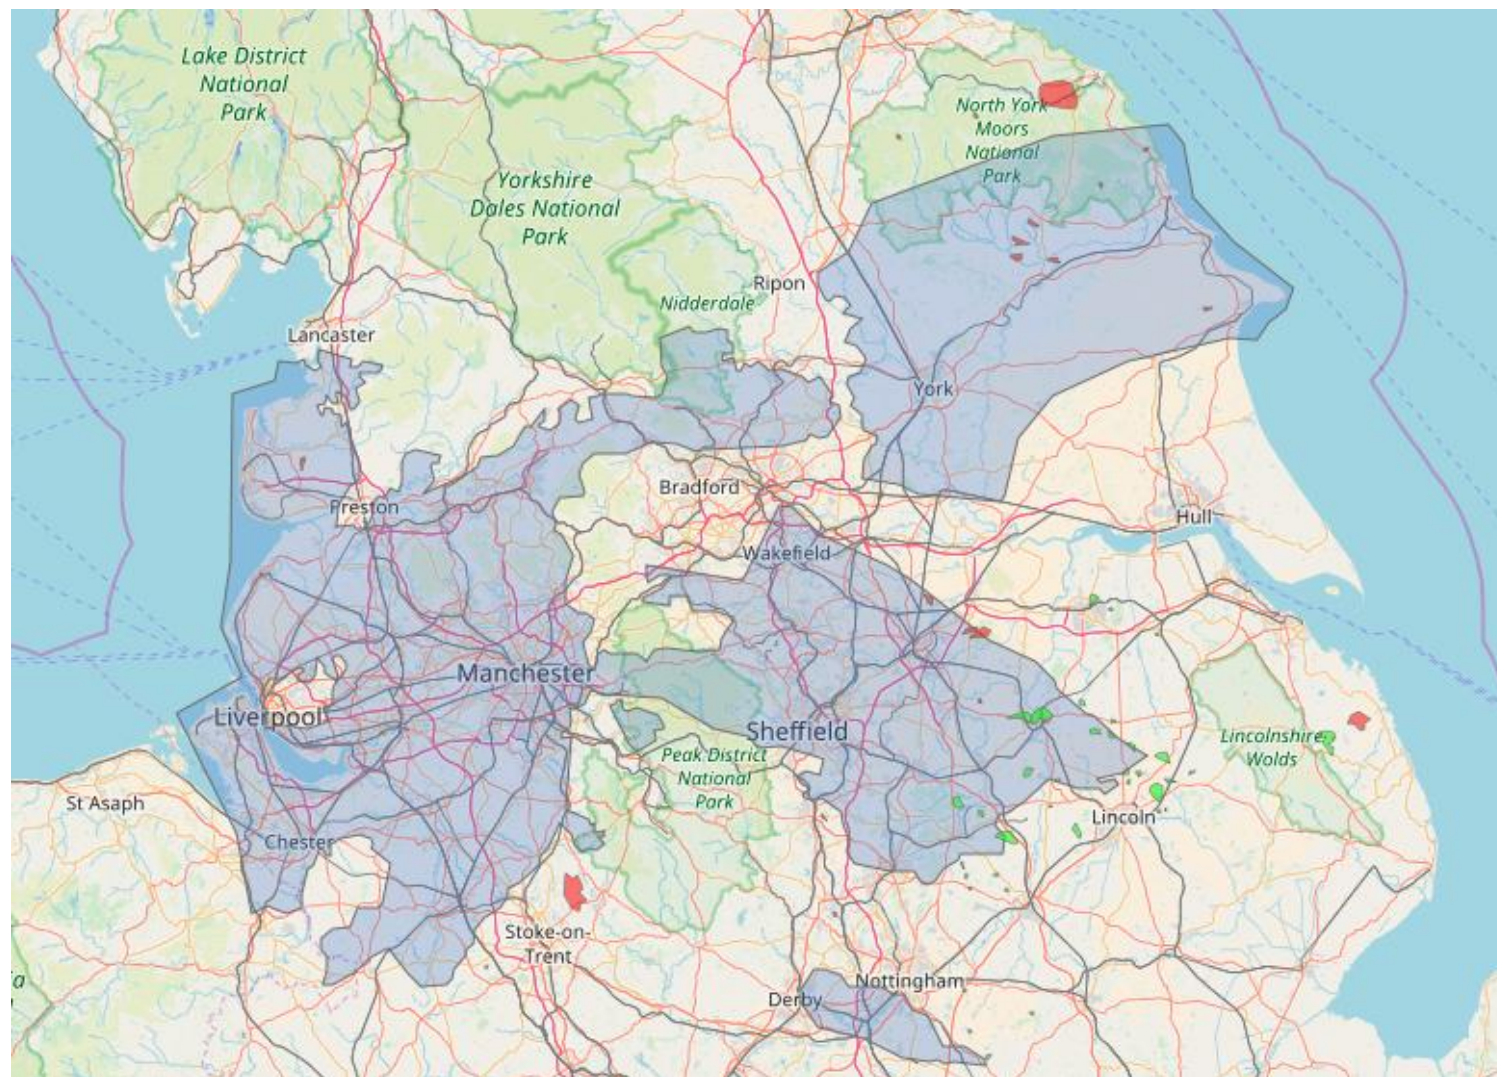 Lake District
National
Park
North York
Moors
National
Park
Yorkshire
Dales National
Park
Ripon
Nidderdale
Lancaster
York
Bradford
Preston
Hull
Wakefield
Manchester
Liverpool
Sheffield
Lincolnshire
Wolds
Peak District
National
Park
St Asaph
Lincoln
Chester
Stoke-on-
Trent
Nottingham
Derby